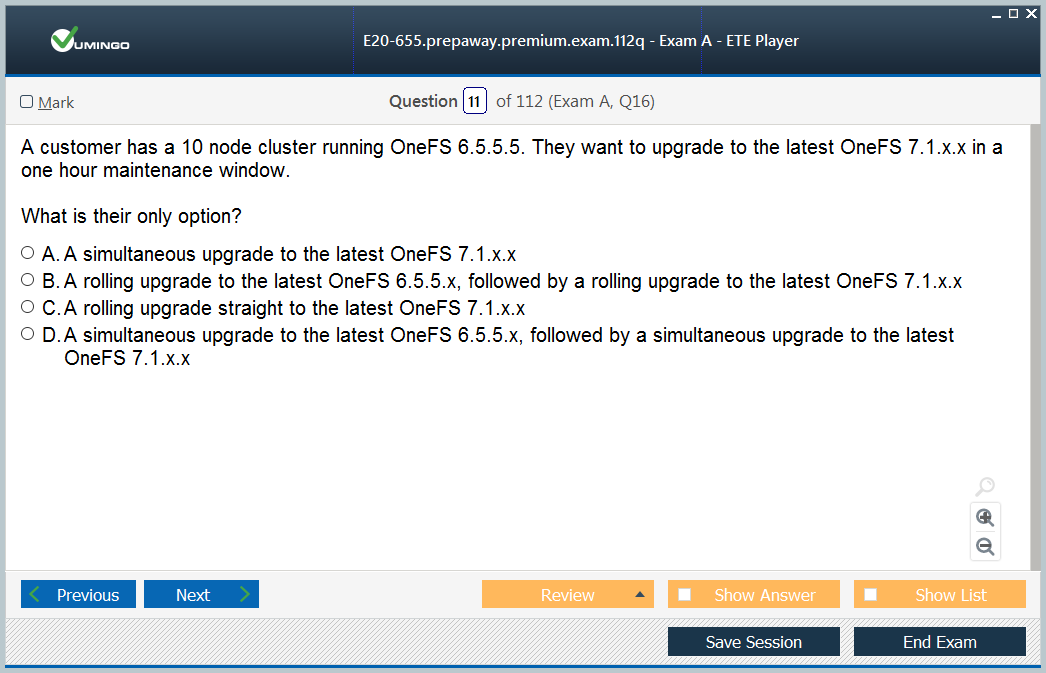 VUMINGO
E20-655.prepaway.premium.exam.112q - Exam A - ETE Player
Mark
Question 11 of 112 (Exam A, Q16)
A customer has a 10 node cluster running OneFS 6.5.5.5. They want to upgrade to the latest OneFS 7.1.x.x in a
one hour maintenance window.
What is their only option?
A. A simultaneous upgrade to the latest OneFS 7.1.x.x
B. A rolling upgrade to the latest OneFS 6.5.5.x, followed by a rolling upgrade to the latest OneFS 7.1.x.x
C. A rolling upgrade straight to the latest OneFS 7.1.x.x
D. A simultaneous upgrade to the latest OneFS 6.5.5.x, followed by a simultaneous upgrade to the latest
OneFS 7.1.x.x
Previous
Next
Review
Show Answer
Show List
Save Session
End Exam